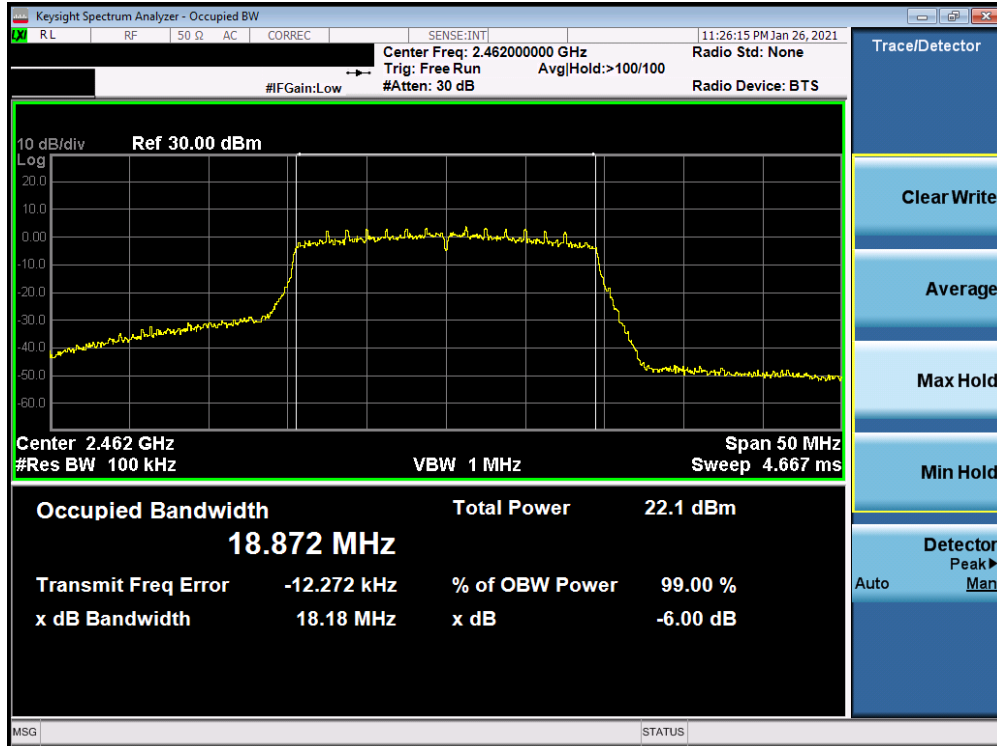 Keysight Spectrum Analyzer - Occupied BW
LXI RL RF 50 Ω AC CORREC SENSE:INT 11:26:15 PM Jan 26, 2021
Center Freq: 2.462000000 GHz Radio Std: None
Trig: Free Run Avg|Hold:>100/100
#IFGain:Low #Atten: 30 dB Radio Device: BTS
Trace/Detector
10 dB/div Ref 30.00 dBm
Log
20.0
10.0
0.00
-10.0
-20.0
-30.0
-40.0
-50.0
-60.0
Center 2.462 GHz Span 50 MHz
#Res BW 100 kHz VBW 1 MHz Sweep 4.667 ms
Occupied Bandwidth Total Power 22.1 dBm
18.872 MHz
Transmit Freq Error -12.272 kHz % of OBW Power 99.00 %
x dB Bandwidth 18.18 MHz x dB -6.00 dB
Clear Write
Average
Max Hold
Min Hold
Detector
Peak▶
Auto Man
MSG STATUS